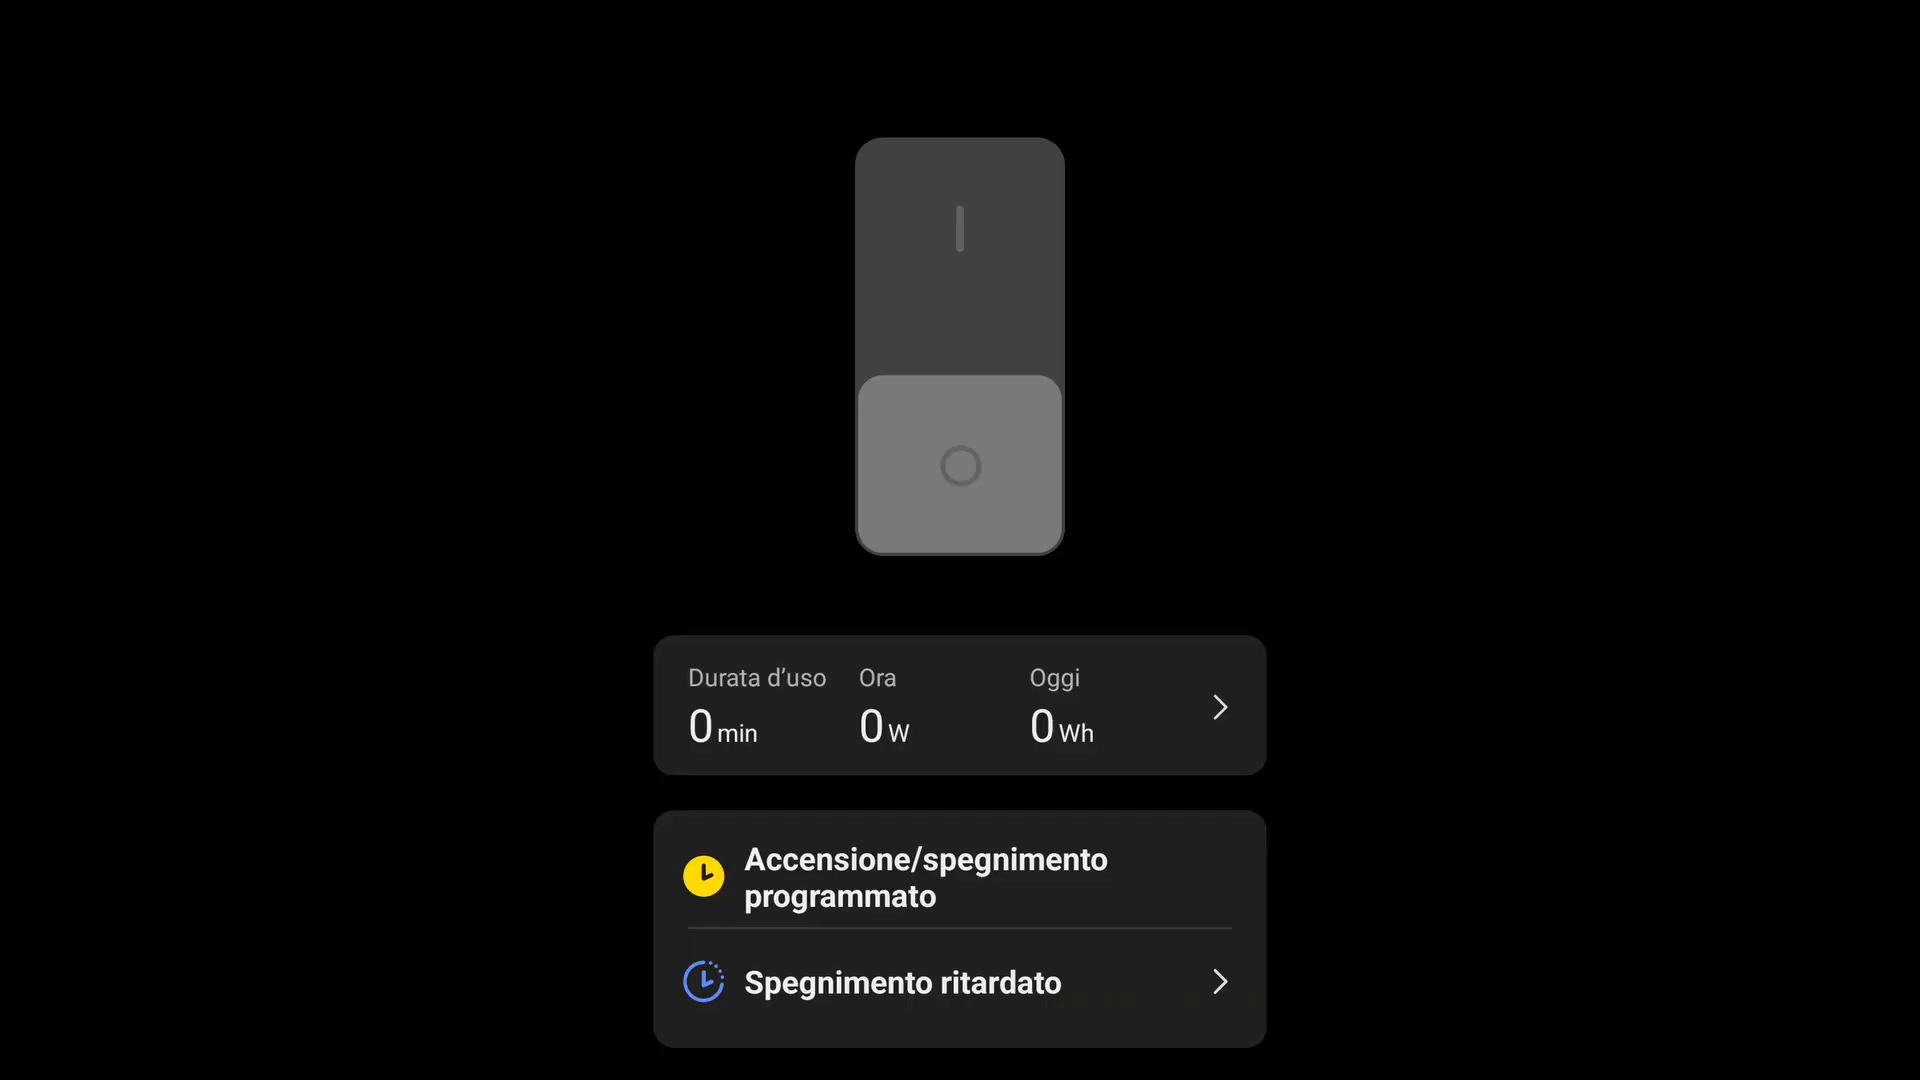 Durata d’uso Ora Oggi
0 min 0 W 0 Wh
Accensione/spegnimento
programmato
Spegnimento ritardato